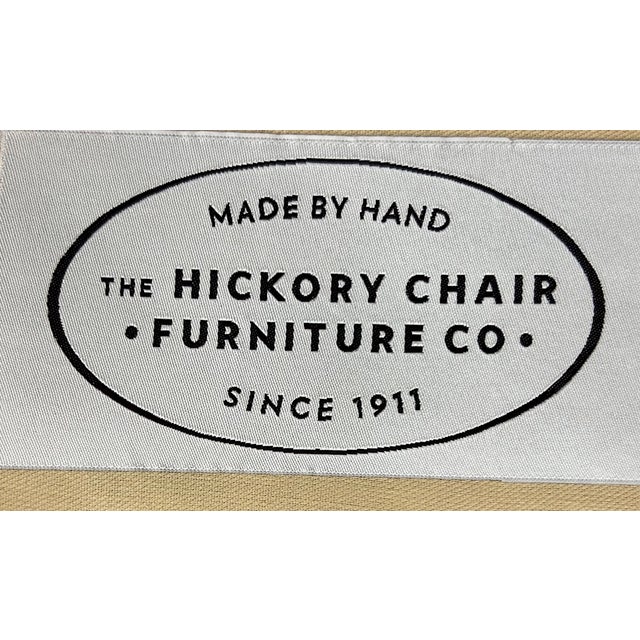 MADE BY HAND
THE HICKORY CHAIR
• FURNITURE CO •
SINCE 1911